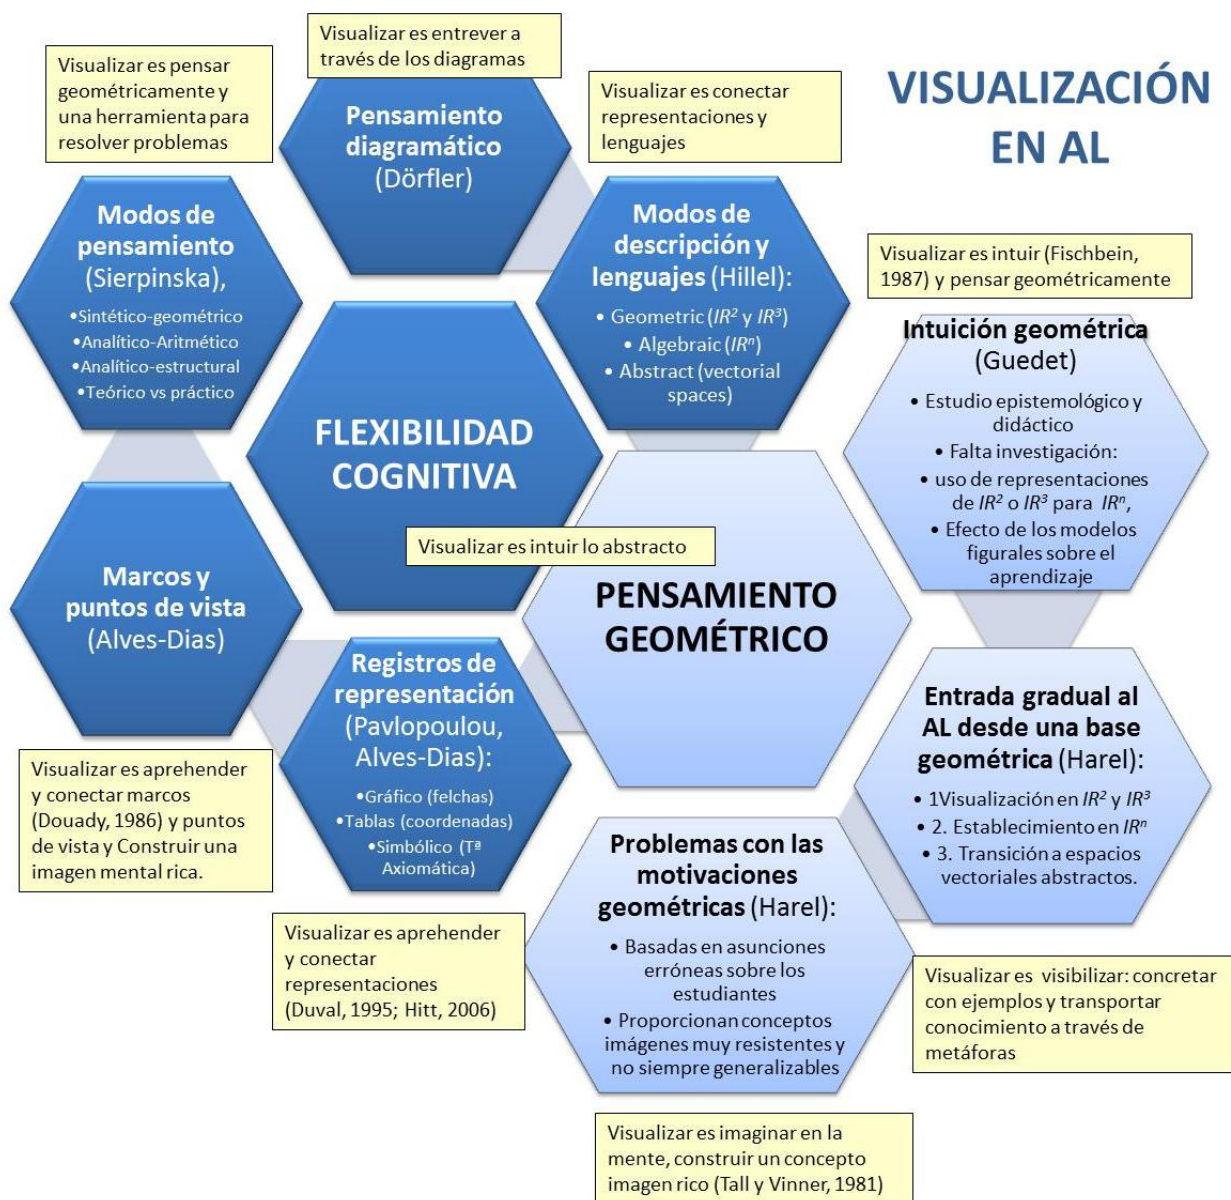 VISUALIZACIÓN
EN AL
Visualizar es entrever a
través de los diagramas
Pensamiento
diagramático
(Dörfler)
Visualizar es pensar
geométricamente y
una herramienta para
resolver problemas
Modos de
pensamiento
(Sierpinska),
•Sintético-geométrico
•Analítico-Aritmético
•Analítico-estructural
•Teórico vs práctico
Visualizar es conectar
representaciones y
lenguajes
Modos de
descripción y
lenguajes (Hillel):
• Geometric (IR² y IR³)
• Algebraic (IRⁿ)
• Abstract (vectorial
spaces)
FLEXIBILIDAD
COGNITIVA
Visualizar es intuir (Fischbein,
1987) y pensar geométricamente
Intuición geométrica
(Guedet)
• Estudio epistemológico y
didáctico
• Falta investigación:
• uso de representaciones
de IR² o IR³ para IRⁿ,
• Efecto de los modelos
figurales sobre el
aprendizaje
Visualizar es intuir lo abstracto
PENSAMIENTO
GEOMÉTRICO
Marcos y
puntos de vista
(Alves-Dias)
Visualizar es aprehender
y conectar marcos
(Douady, 1986) y puntos
de vista y Construir una
imagen mental rica.
Registros de
representación
(Pavlopoulou,
Alves-Dias):
•Gráfico (felchas)
•Tablas (coordenadas)
•Simbólico (Tª
Axiomática)
Visualizar es aprehender
y conectar
representaciones
(Duval, 1995; Hitt, 2006)
Entrada gradual al
AL desde una base
geométrica (Harel):
• 1Visualización en IR² y IR³
• 2. Establecimiento en IRⁿ
• 3. Transición a espacios
vectoriales abstractos.
Visualizar es visibilizar: concretar
con ejemplos y transportar
conocimiento a través de
metáforas
Problemas con las
motivaciones
geométricas (Harel):
• Basadas en asunciones
erróneas sobre los
estudiantes
• Proporcionan conceptos
imágenes muy resistentes y
no siempre generalizables
Visualizar es imaginar en la
mente, construir un concepto
imagen rico (Tall y Vinner, 1981)